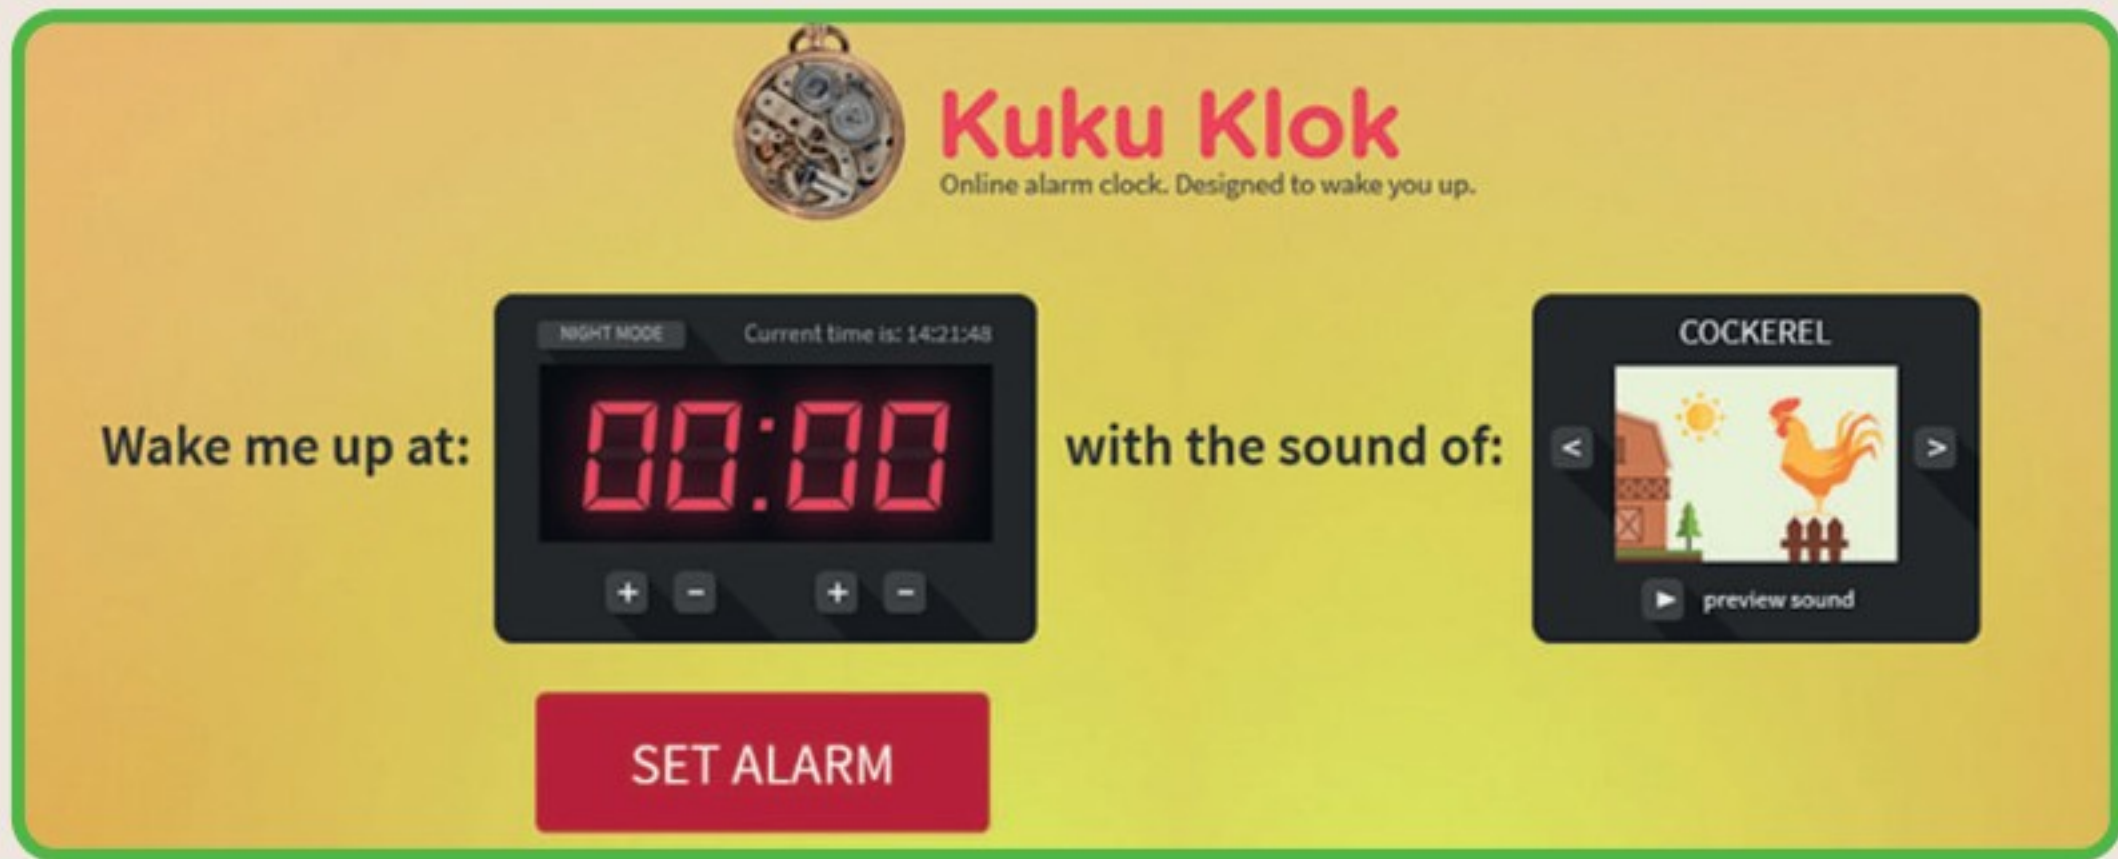 Kuku Klok
Online alarm clock. Designed to wake you up.
Wake me up at:
NIGHT MODE
Current time is: 14:21:48
00:00
+ - + -
with the sound of:
COCKEREL
< >
preview sound
SET ALARM